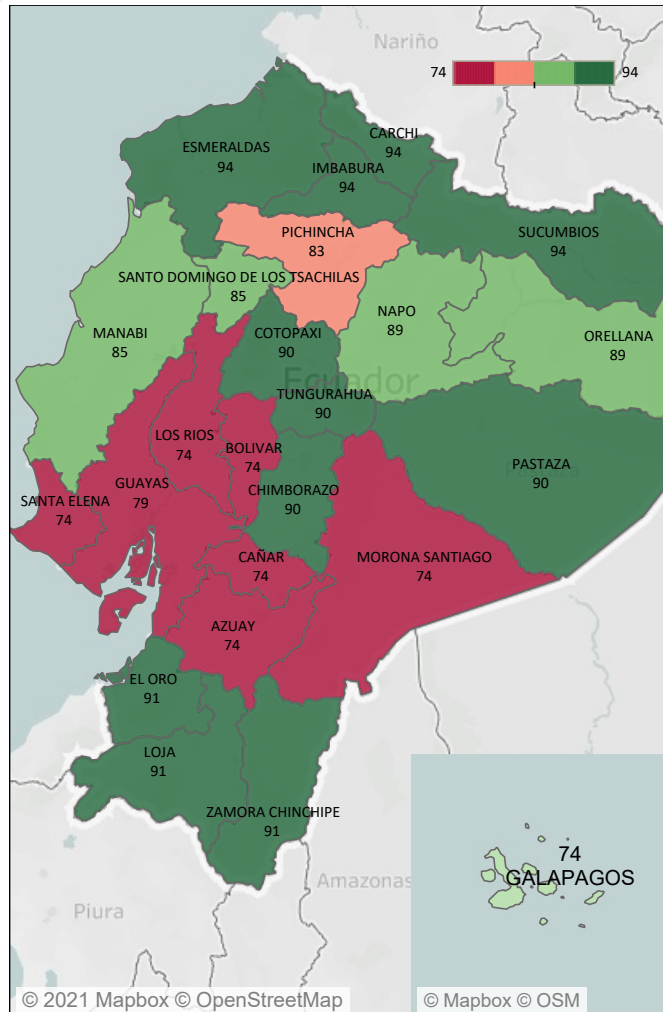 Nariño
74
94
CARCHI
94
ESMERALDAS
94
IMBABURA
94
PICHINCHA
83
SUCUMBIOS
94
SANTO DOMINGO DE LOS TSACHILAS
85
NAPO
89
MANABI
85
COTOPAXI
90
ORELLANA
89
Ecuador
TUNGURAHUA
90
LOS RIOS
74
BOLIVAR
74
PASTAZA
90
GUAYAS
79
SANTA ELENA
74
CHIMBORAZO
90
CAÑAR
74
MORONA SANTIAGO
74
AZUAY
74
EL ORO
91
LOJA
91
ZAMORA CHINCHIPE
91
74
GALAPAGOS
Amazonas
Piura
© 2021 Mapbox © OpenStreetMap
© Mapbox © OSM